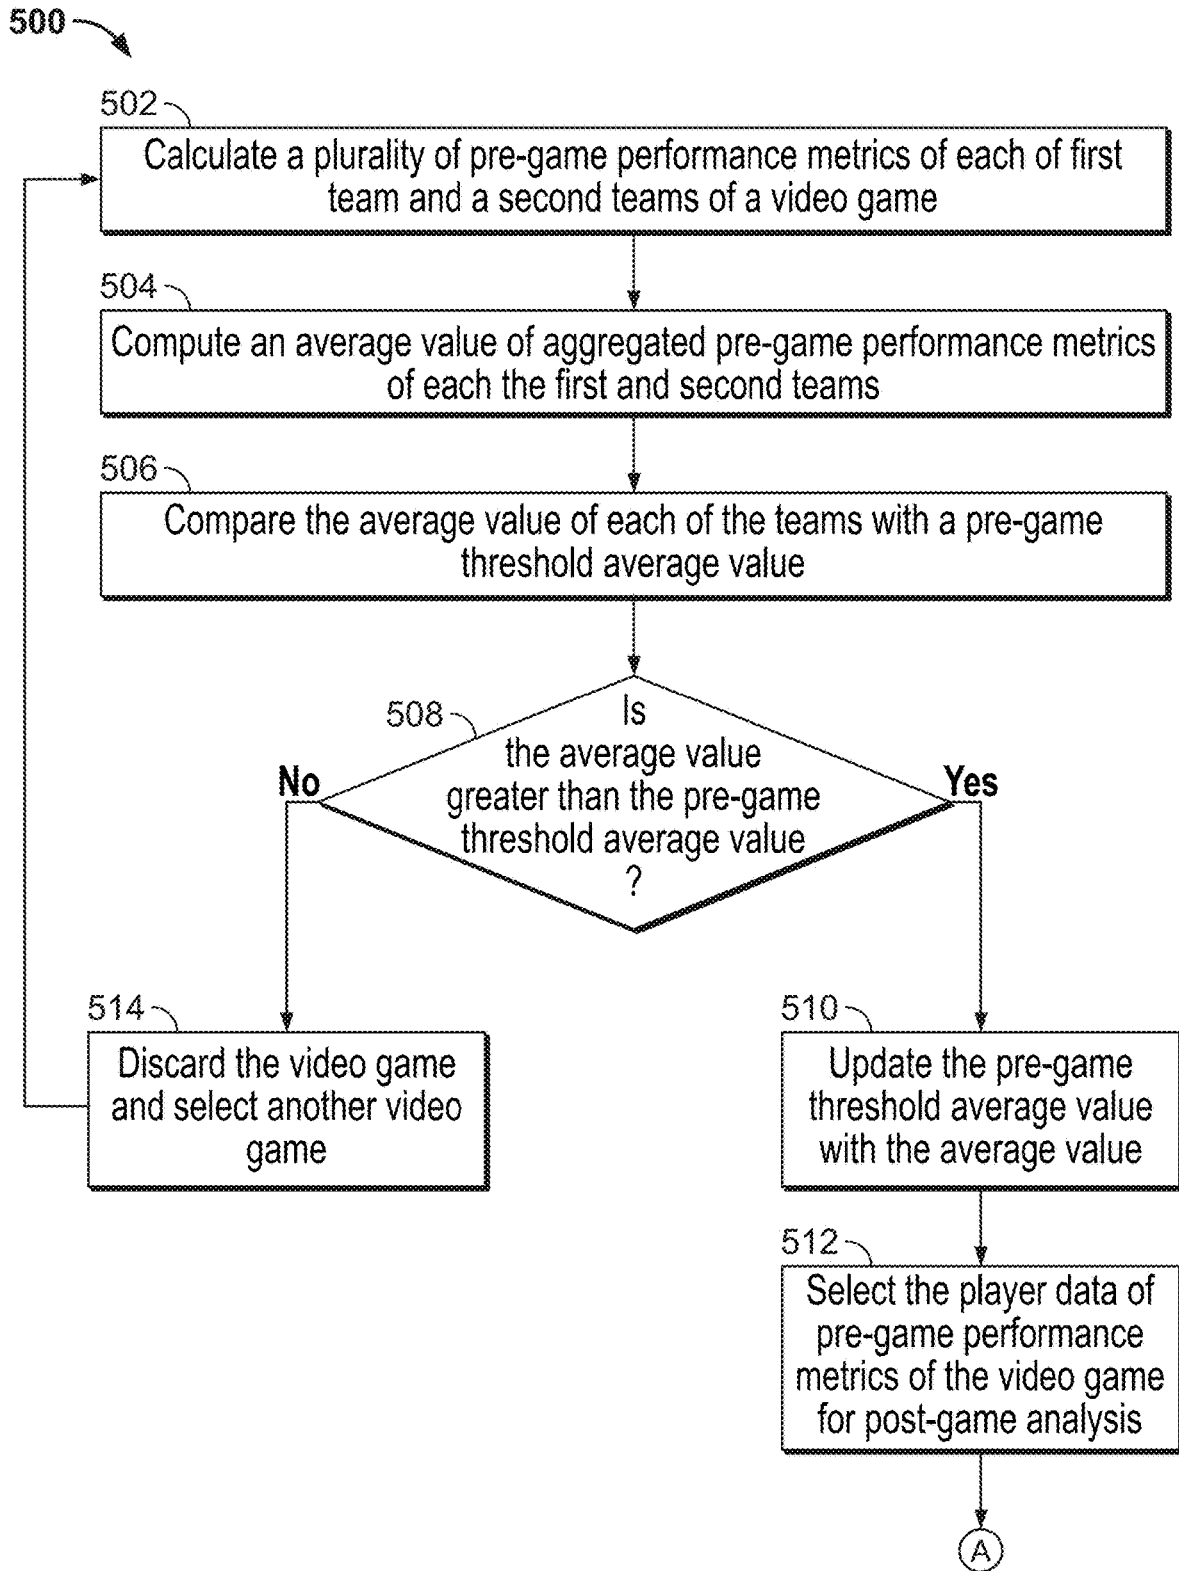 500
502
Calculate a plurality of pre-game performance metrics of each of first
team and a second teams of a video game
504
Compute an average value of aggregated pre-game performance metrics
of each the first and second teams
506
Compare the average value of each of the teams with a pre-game
threshold average value
508
Is
the average value
greater than the pre-game
threshold average value
?
No
Yes
514
Discard the video game
and select another video
game
510
Update the pre-game
threshold average value
with the average value
512
Select the player data of
pre-game performance
metrics of the video game
for post-game analysis
A